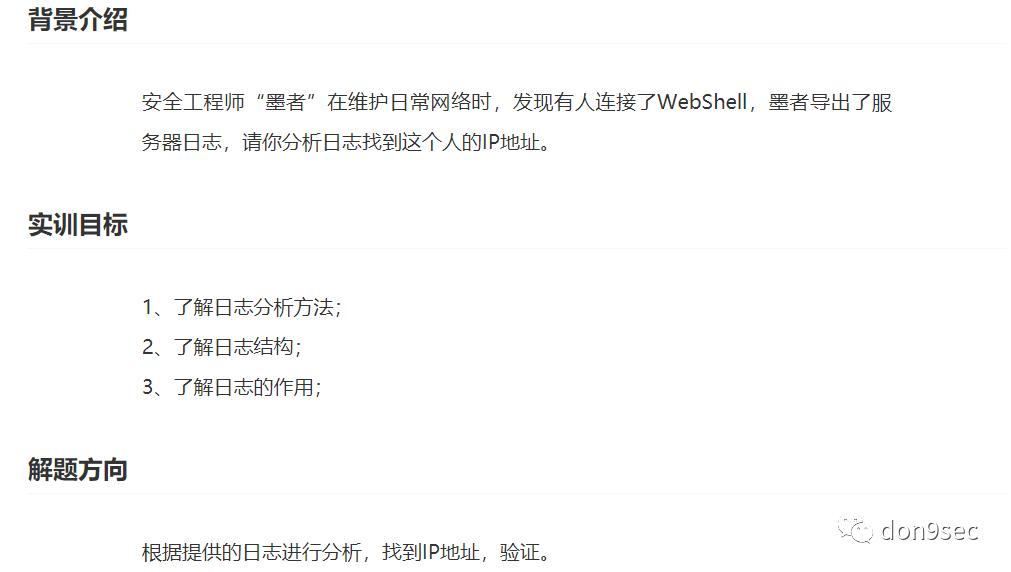 背景介绍
安全工程师“墨者”在维护日常网络时，发现有人连接了WebShell，墨者导出了服
务器日志，请你分析日志找到这个人的IP地址。
实训目标
1、了解日志分析方法；
2、了解日志结构；
3、了解日志的作用；
解题方向
根据提供的日志进行分析，找到IP地址，验证。
don9sec